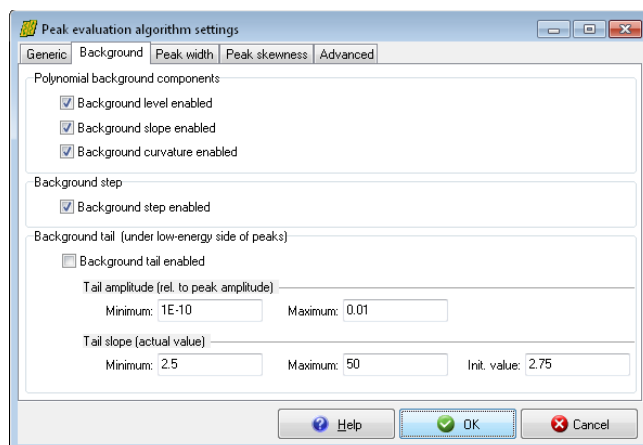 Peak evaluation algorithm settings
Generic Background Peak width Peak skewness Advanced
Polynomial background components
Background level enabled
Background slope enabled
Background curvature enabled
Background step
Background step enabled
Background tail (under low-energy side of peaks)
Background tail enabled
Tail amplitude (rel. to peak amplitude)
Minimum: 1E-10 Maximum: 0.01
Tail slope (actual value)
Minimum: 2.5 Maximum: 50 Init. value: 2.75
Help OK Cancel